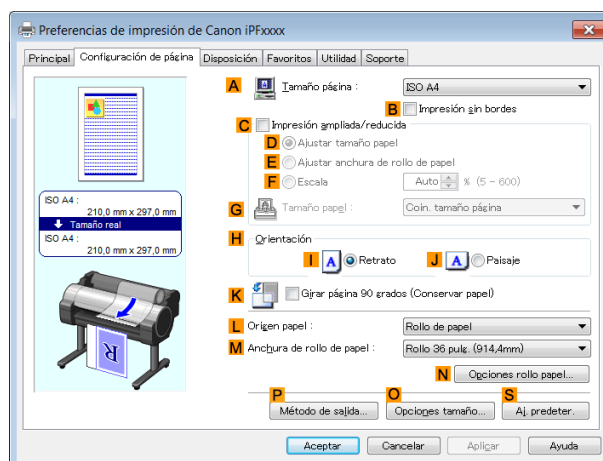 Preferencias de impresión de Canon iPFxxxx
Principal Configuración de página Disposición Favoritos Utilidad Soporte
A Tamaño página : ISO A4
B Impresión sin bordes
C Impresión ampliada/reducida
D Ajustar tamaño papel
E Ajustar anchura de rollo de papel
F Escala Auto % (5 - 600)
G Tamaño papel : Coin. tamaño página
ISO A4 :
210,0 mm x 297,0 mm
Tamaño real
ISO A4 :
210,0 mm x 297,0 mm
H Orientación
I A Retrato J A Paisaje
K Girar página 90 grados (Conservar papel)
L Origen papel : Rollo de papel
M Anchura de rollo de papel : Rollo 36 pulg. (914,4mm)
N Opciones rollo papel...
R
P O S
Método de salida... Opciones tamaño... Aj. predeter.
Aceptar Cancelar Aplicar Ayuda